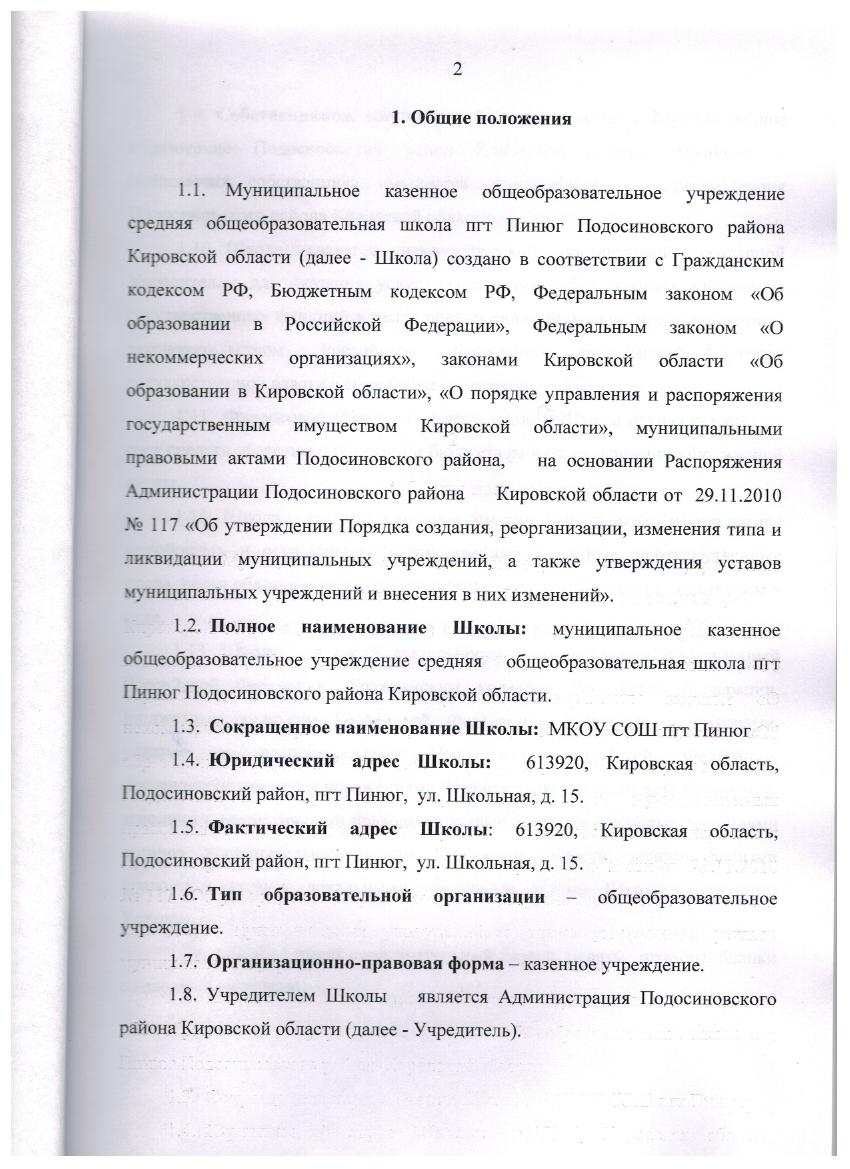 2
1. Общие положения
1.1. Муниципальное казенное общеобразовательное учреждение
средняя общеобразовательная школа пгт Пинюг Подосиновского района
Кировской области (далее - Школа) создано в соответствии с Гражданским
кодексом РФ, Бюджетным кодексом РФ, Федеральным законом «Об
образовании в Российской Федерации», Федеральным законом «О
некоммерческих организациях», законами Кировской области «Об
образовании в Кировской области», «О порядке управления и распоряжения
государственным имуществом Кировской области», муниципальными
правовыми актами Подосиновского района, на основании Распоряжения
Администрации Подосиновского района Кировской области от 29.11.2010
№ 117 «Об утверждении Порядка создания, реорганизации, изменения типа и
ликвидации муниципальных учреждений, а также утверждения уставов
муниципальных учреждений и внесения в них изменений».
1.2. Полное наименование Школы: муниципальное казенное
общеобразовательное учреждение средняя общеобразовательная школа пгт
Пинюг Подосиновского района Кировской области.
1.3. Сокращенное наименование Школы: МКОУ СОШ пгт Пинюг
1.4. Юридический адрес Школы: 613920, Кировская область,
Подосиновский район, пгт Пинюг, ул. Школьная, д. 15.
1.5. Фактический адрес Школы: 613920, Кировская область,
Подосиновский район, пгт Пинюг, ул. Школьная, д. 15.
1.6. Тип образовательной организации – общеобразовательное
учреждение.
1.7. Организационно-правовая форма – казенное учреждение.
1.8. Учредителем Школы является Администрация Подосиновского
района Кировской области (далее - Учредитель).